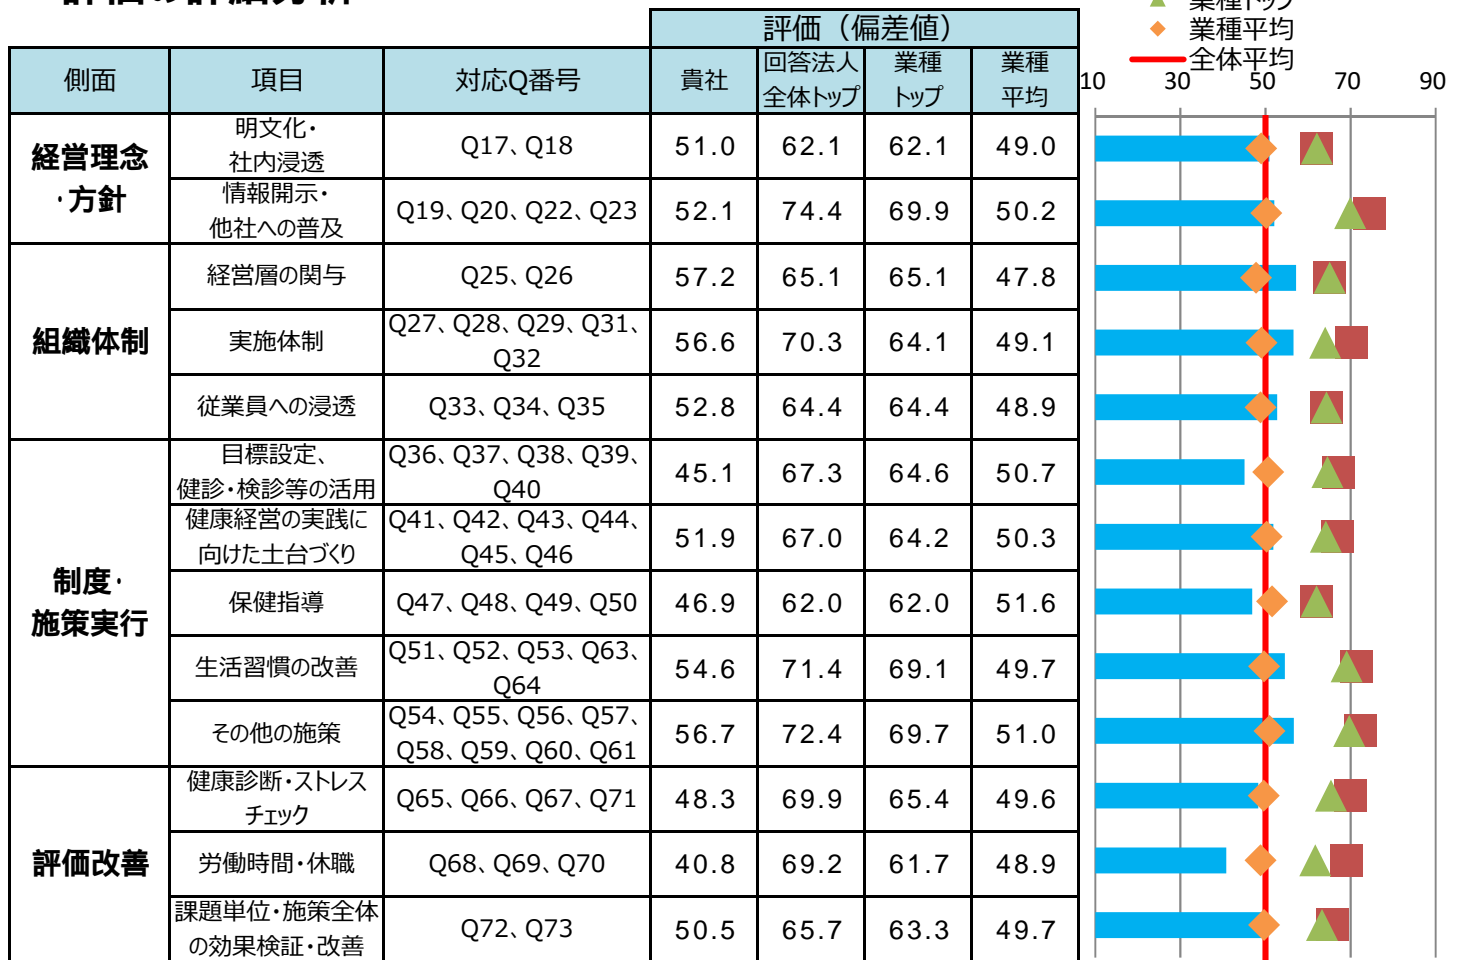 業種トップ
業種平均
全体平均
評価（偏差値）
側面 項目 対応Q番号 貴社 回答法人 業種 業種
全体トップ トップ 平均
10 30 50 70 90
経営理念
・方針
明文化・
社内浸透
Q17、Q18 51.0 62.1 62.1 49.0
情報開示・
他社への普及
Q19、Q20、Q22、Q23 52.1 74.4 69.9 50.2
組織体制
経営層の関与 Q25、Q26 57.2 65.1 65.1 47.8
実施体制
Q27、Q28、Q29、Q31、
Q32
56.6 70.3 64.1 49.1
従業員への浸透 Q33、Q34、Q35 52.8 64.4 64.4 48.9
制度・
施策実行
目標設定、
健診・検診等の活用
Q36、Q37、Q38、Q39、
Q40
45.1 67.3 64.6 50.7
健康経営の実践に
向けた土台づくり
Q41、Q42、Q43、Q44、
Q45、Q46
51.9 67.0 64.2 50.3
保健指導 Q47、Q48、Q49、Q50 46.9 62.0 62.0 51.6
生活習慣の改善
Q51、Q52、Q53、Q63、
Q64
54.6 71.4 69.1 49.7
その他の施策
Q54、Q55、Q56、Q57、
Q58、Q59、Q60、Q61
56.7 72.4 69.7 51.0
評価改善
健康診断・ストレス
チェック
Q65、Q66、Q67、Q71 48.3 69.9 65.4 49.6
労働時間・休職 Q68、Q69、Q70 40.8 69.2 61.7 48.9
課題単位・施策全体
の効果検証・改善
Q72、Q73 50.5 65.7 63.3 49.7